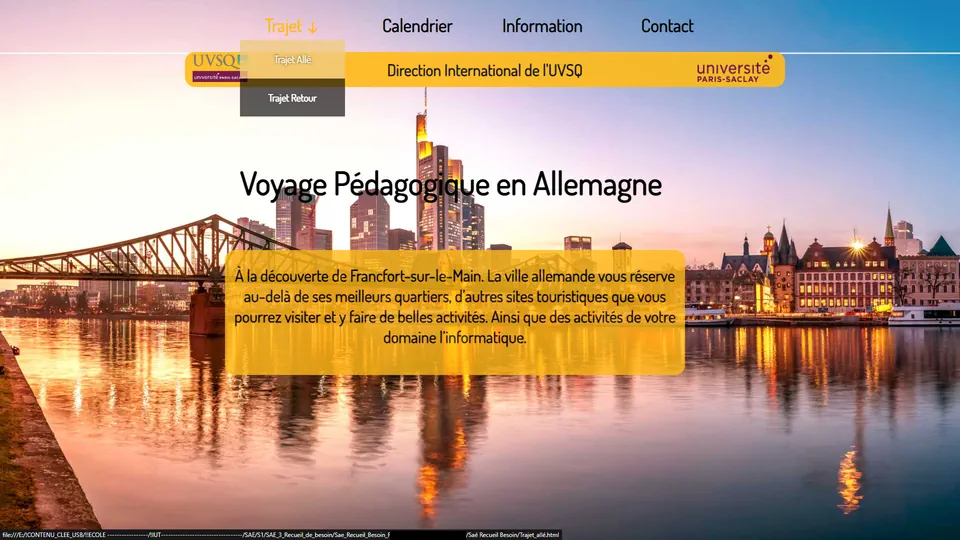 Trajet ↓ Calendrier Information Contact
Trajet Allé
UVSQ
université PARIS-SACLAY
Direction International de l'UVSQ
université
PARIS-SACLAY
Trajet Retour
Voyage Pédagogique en Allemagne
À la découverte de Francfort-sur-le-Main. La ville allemande vous réserve
au-delà de ses meilleurs quartiers, d'autres sites touristiques que vous
pourrez visiter et y faire de belles activités. Ainsi que des activités de votre
domaine l'informatique.
file:///E:/!CONTENU_CLEE_USB/!!ECOLE -----------------/!IUT----------------------------------/SAE/S1/SAE_3_Recueil_de_besoin/Sae_Recueil_Besoin_F /Saé Recueil Besoin/Trajet_allé.html